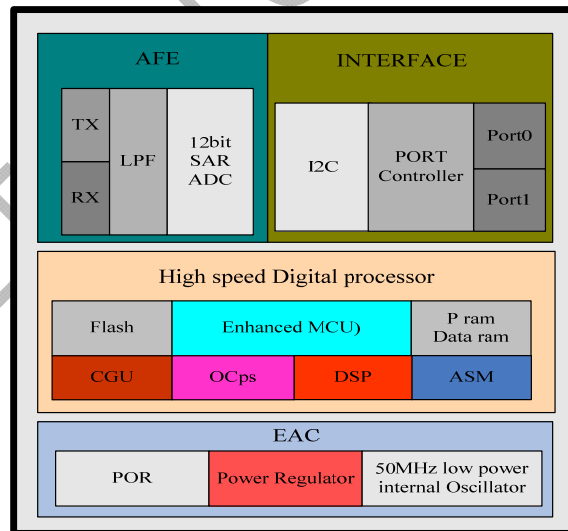 AFE
INTERFACE
TX
RX
LPF
12bit
SAR
ADC
I2C
PORT
Controller
Port0
Port1
High speed Digital processor
Flash
Enhanced MCU)
P ram
Data ram
CGU
OCps
DSP
ASM
EAC
POR
Power Regulator
50MHz low power
internal Oscillator